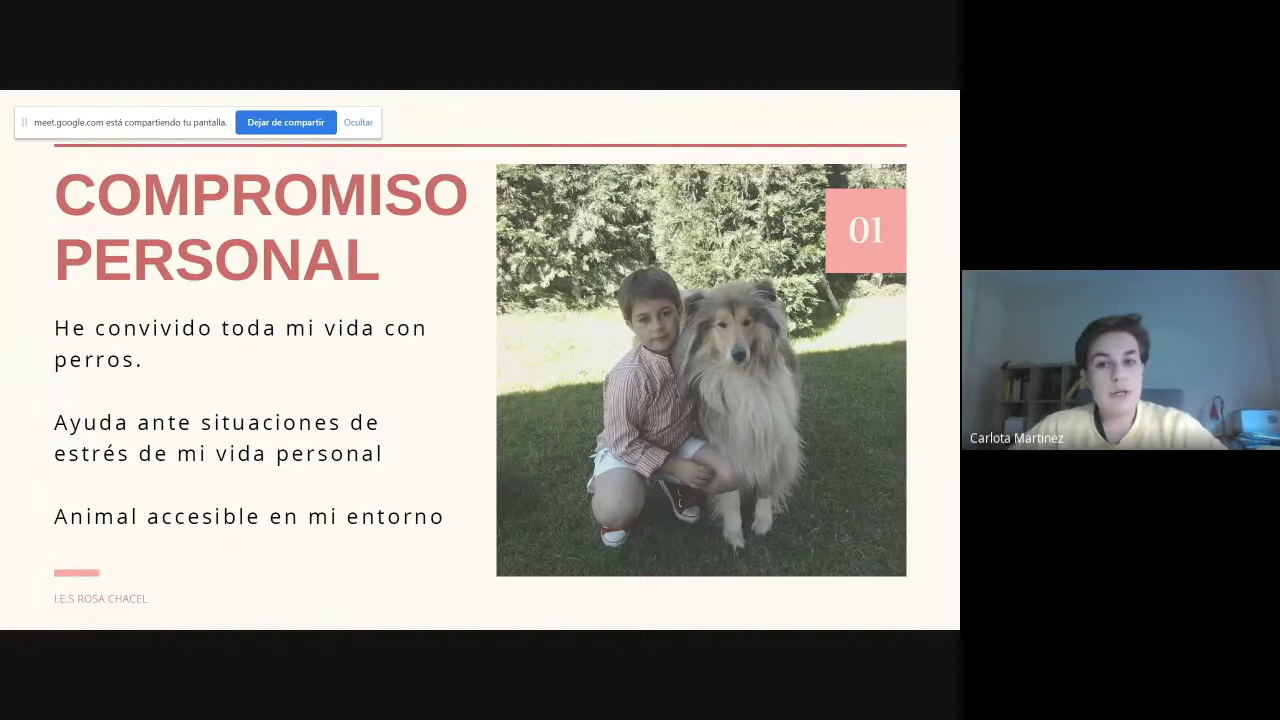 meet.google.com está compartiendo tu pantalla.
Dejar de compartir
Ocultar
COMPROMISO
PERSONAL
01
He convivido toda mi vida con
perros.
Ayuda ante situaciones de
estrés de mi vida personal
Animal accesible en mi entorno
I.E.S ROSA CHACEL
Carlota Martinez